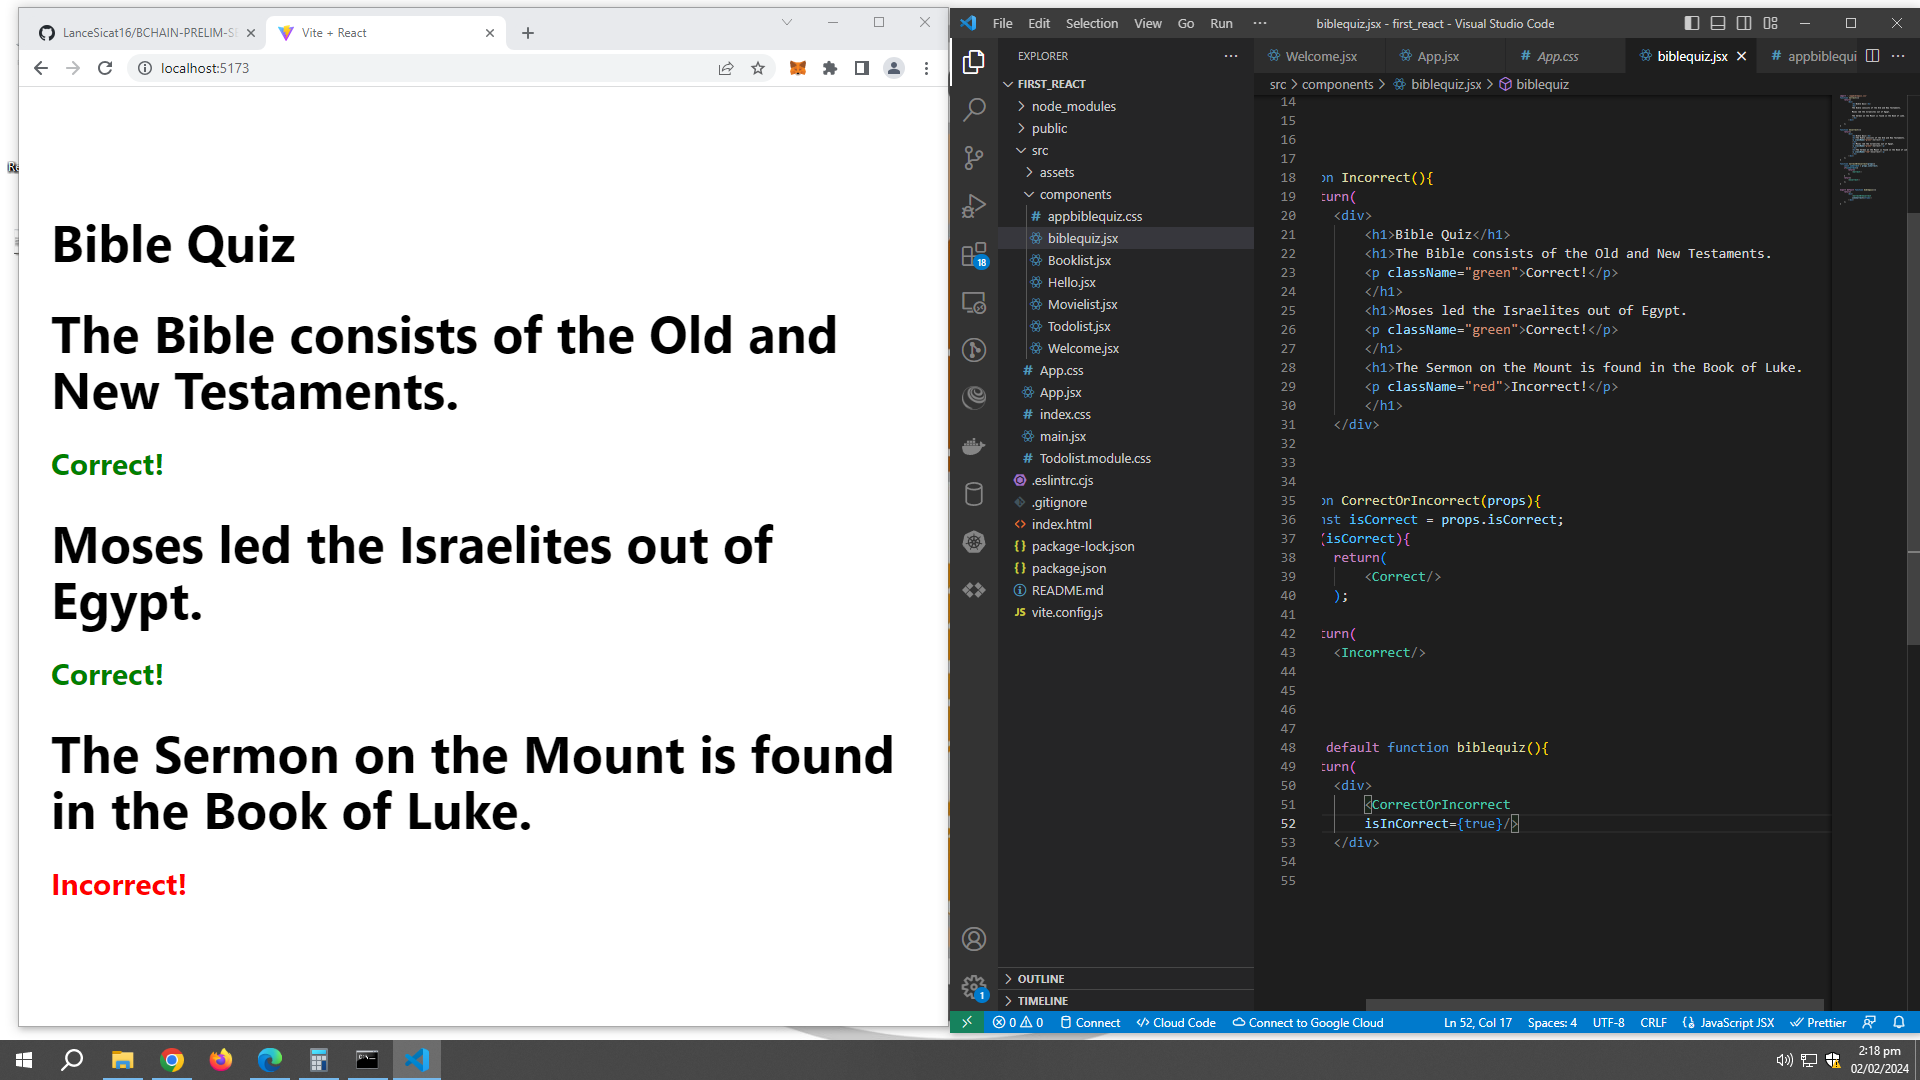 LanceSicat16/BCHAIN-PRELIM-S
Vite + React
localhost:5173
Bible Quiz
The Bible consists of the Old and
New Testaments.
Correct!
Moses led the Israelites out of
Egypt.
Correct!
The Sermon on the Mount is found
in the Book of Luke.
Incorrect!
File Edit Selection View Go Run ···
biblequiz.jsx - first_react - Visual Studio Code
EXPLORER
FIRST_REACT
node_modules
public
src
assets
components
# appbiblequiz.css
biblequiz.jsx
Booklist.jsx
Hello.jsx
Movielist.jsx
Todolist.jsx
Welcome.jsx
# App.css
App.jsx
# index.css
main.jsx
# Todolist.module.css
.eslintrc.cjs
.gitignore
<> index.html
{} package-lock.json
{} package.json
README.md
JS vite.config.js
OUTLINE
TIMELINE
18
1
Welcome.jsx App.jsx # App.css biblequiz.jsx # appbiblequi
src > components > biblequiz.jsx > biblequiz
14
15
16
17
18 on Incorrect(){
19 turn(
20 <div>
21 <h1>Bible Quiz</h1>
22 <h1>The Bible consists of the Old and New Testaments.
23 <p className="green">Correct!</p>
24 </h1>
25 <h1>Moses led the Israelites out of Egypt.
26 <p className="green">Correct!</p>
27 </h1>
28 <h1>The Sermon on the Mount is found in the Book of Luke.
29 <p className="red">Incorrect!</p>
30 </h1>
31 </div>
32
33
34
35 on CorrectOrIncorrect(props){
36 nst isCorrect = props.isCorrect;
37 (isCorrect){
38 return(
39 <Correct/>
40 );
41
42 turn(
43 <Incorrect/>
44
45
46
47
48 default function biblequiz(){
49 turn(
50 <div>
51 <CorrectOrIncorrect
52 isInCorrect={true}/>
53 </div>
54
55
0 0 Connect Cloud Code Connect to Google Cloud Ln 52, Col 17 Spaces: 4 UTF-8 CRLF JavaScript JSX Prettier
2:18 pm
02/02/2024